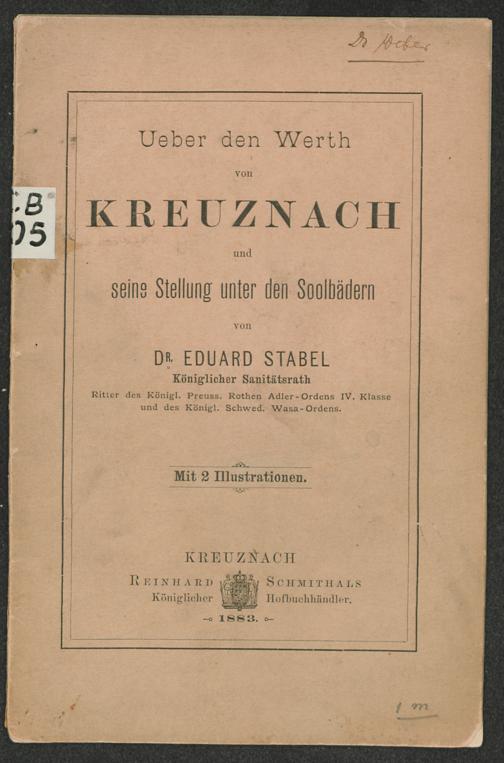 Dr Weber
Ueber den Werth
von
KREUZNACH
und
seine Stellung unter den Soolbädern
von
DR. EDUARD STABEL
Königlicher Sanitätsrath
Ritter des Königl. Preuss. Rothen Adler-Ordens IV. Klasse
und des Königl. Schwed. Wasa-Ordens.
Mit 2 Illustrationen.
KREUZNACH
REINHARD SCHMITHALS
Königlicher Hofbuchhändler.
1883.
.B
05
1 m